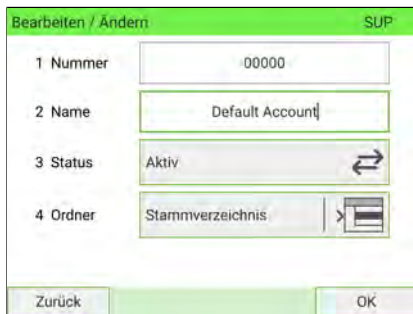 Bearbeiten / Ändern SUP
1 Nummer 00000
2 Name Default Account
3 Status Aktiv
4 Ordner Stammverzeichnis
Zurück OK